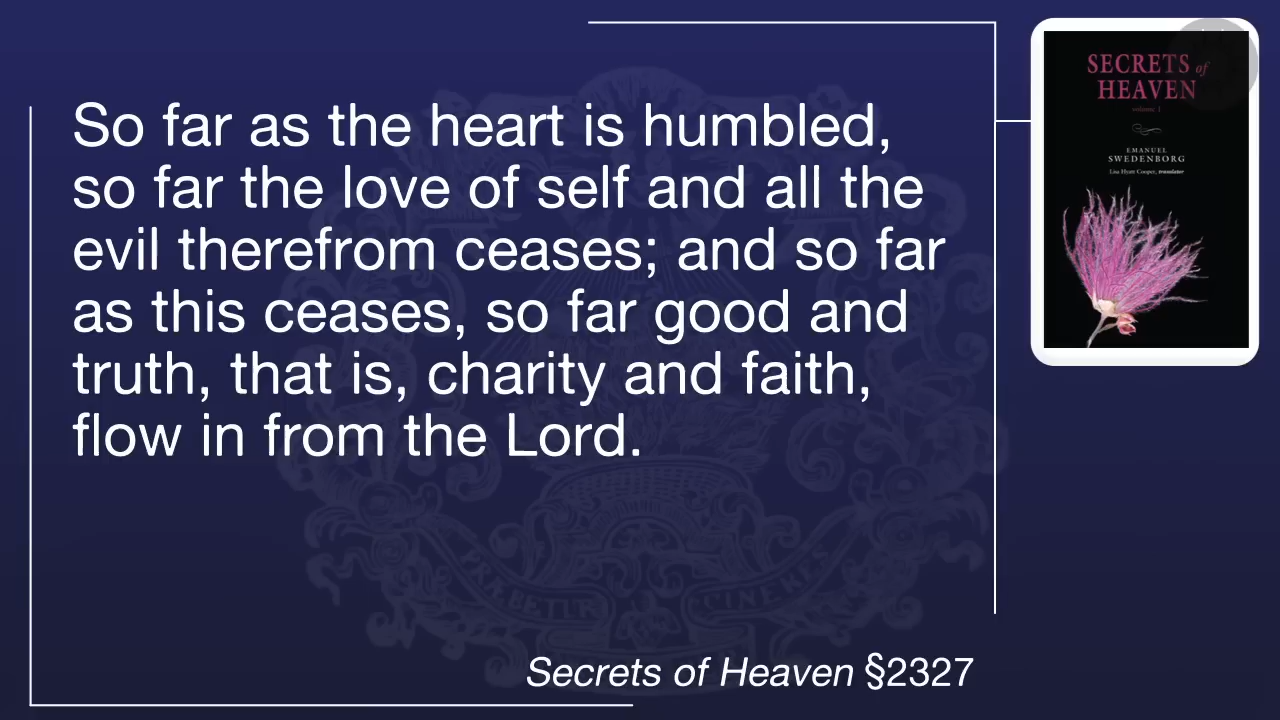 So far as the heart is humbled,
so far the love of self and all the
evil therefrom ceases; and so far
as this ceases, so far good and
truth, that is, charity and faith,
flow in from the Lord.
Secrets of Heaven §2327
SECRETS of
HEAVEN
volume 1
EMANUEL
SWEDENBORG
Lisa Hyatt Cooper, translator